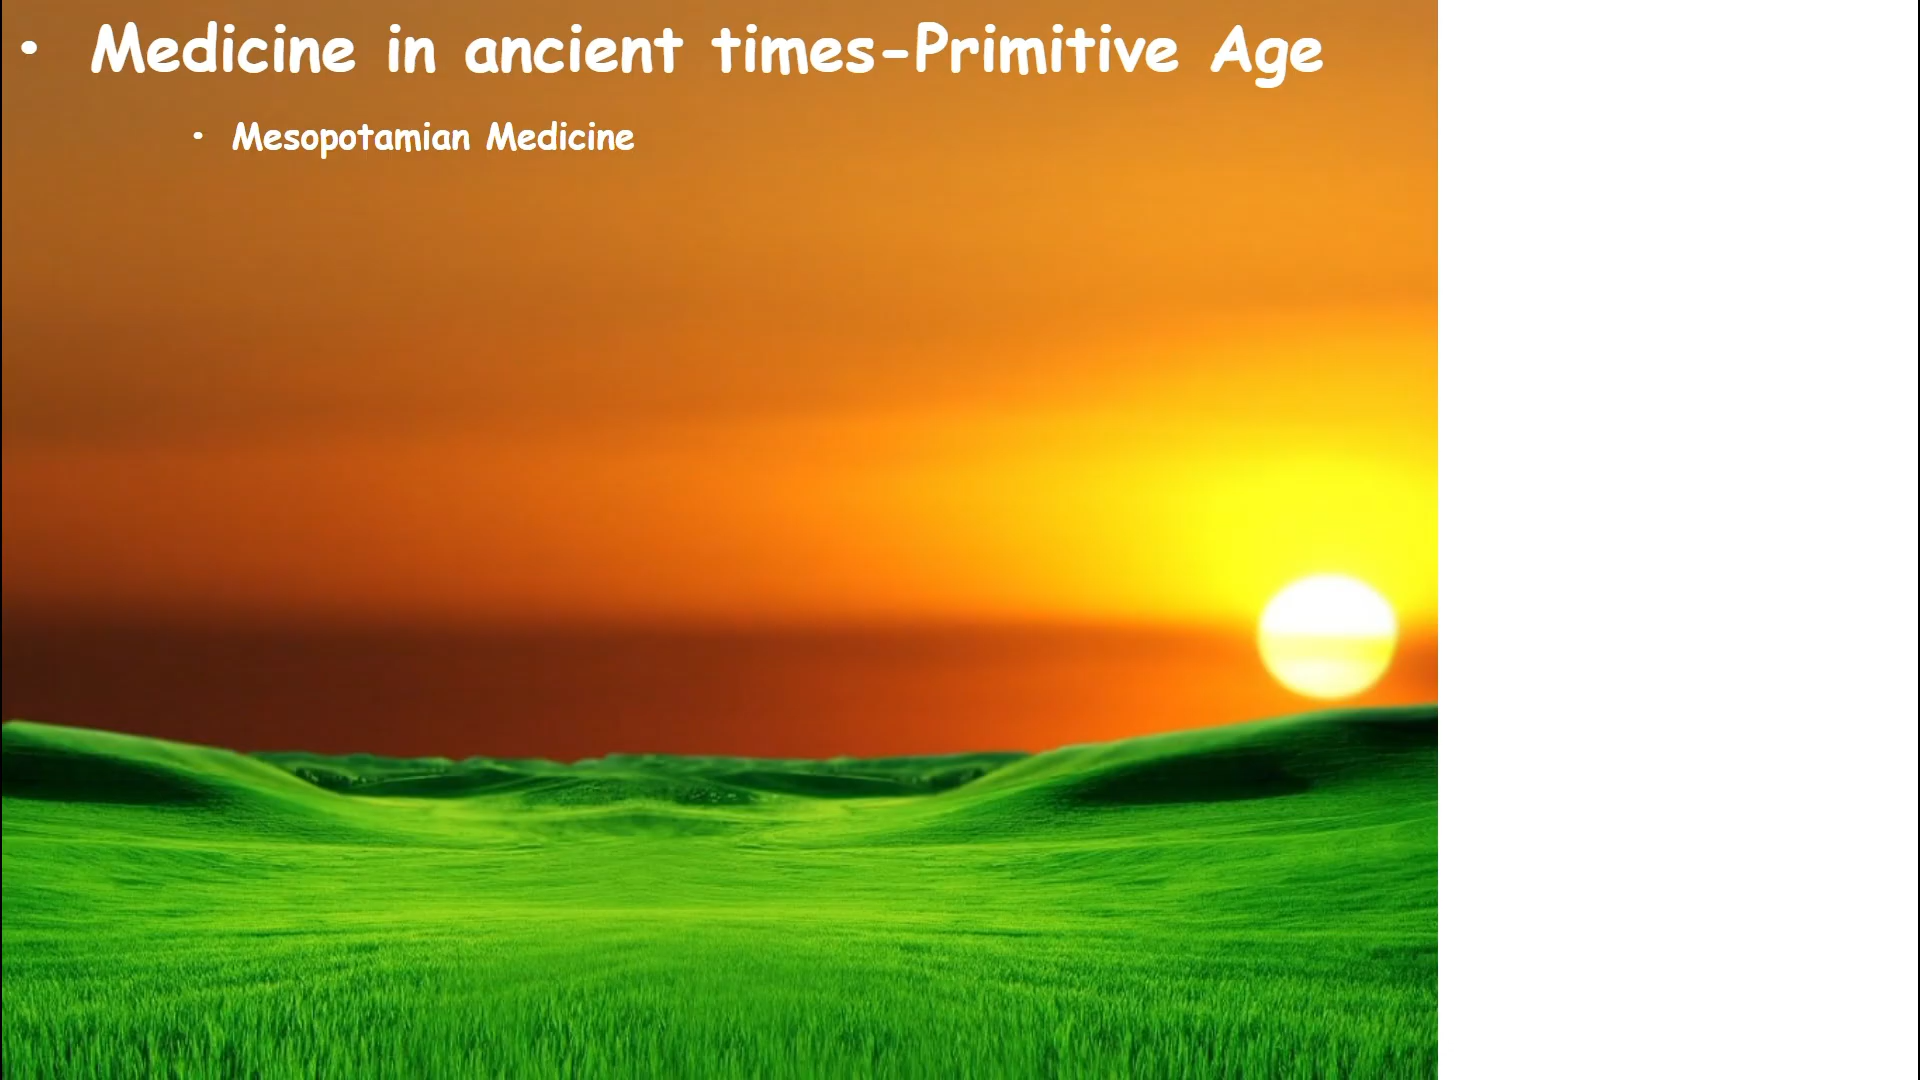 • Medicine in ancient times-Primitive Age
• Mesopotamian Medicine